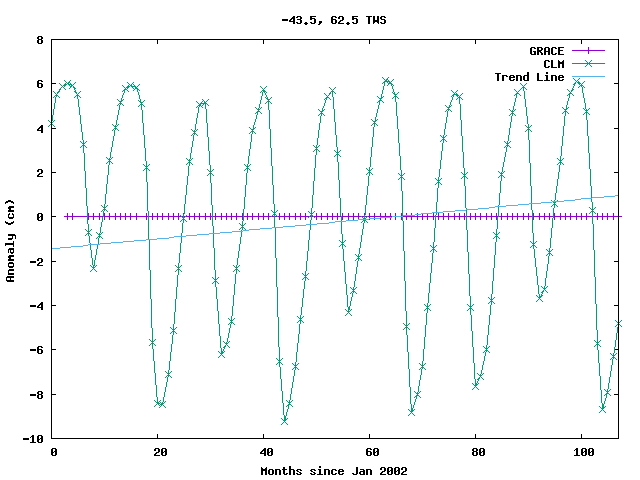 -43.5, 62.5 TWS
GRACE
CLM
Trend Line
8
6
4
2
0
-2
-4
-6
-8
-10
Anomaly (cm)
0 20 40 60 80 100
Months since Jan 2002